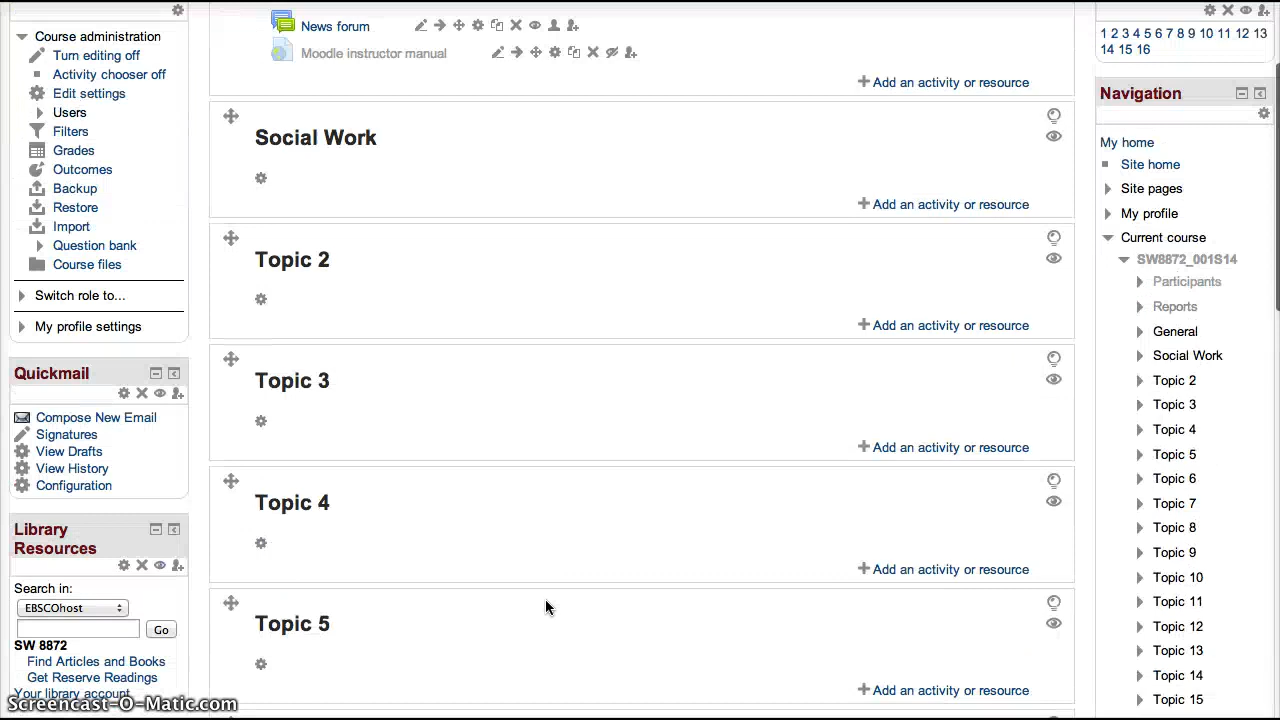 Course administration
Turn editing off
Activity chooser off
Edit settings
Users
Filters
Grades
Outcomes
Backup
Restore
Import
Question bank
Course files
Switch role to...
My profile settings
Quickmail
Compose New Email
Signatures
View Drafts
View History
Configuration
Library
Resources
Search in:
EBSCOhost
Go
SW 8872
Find Articles and Books
Get Reserve Readings
Your library account
Screencast-O-Matic.com
News forum
Moodle instructor manual
Add an activity or resource
Social Work
Add an activity or resource
Topic 2
Add an activity or resource
Topic 3
Add an activity or resource
Topic 4
Add an activity or resource
Topic 5
Add an activity or resource
1 2 3 4 5 6 7 8 9 10 11 12 13
14 15 16
Navigation
My home
Site home
Site pages
My profile
Current course
SW8872_001S14
Participants
Reports
General
Social Work
Topic 2
Topic 3
Topic 4
Topic 5
Topic 6
Topic 7
Topic 8
Topic 9
Topic 10
Topic 11
Topic 12
Topic 13
Topic 14
Topic 15